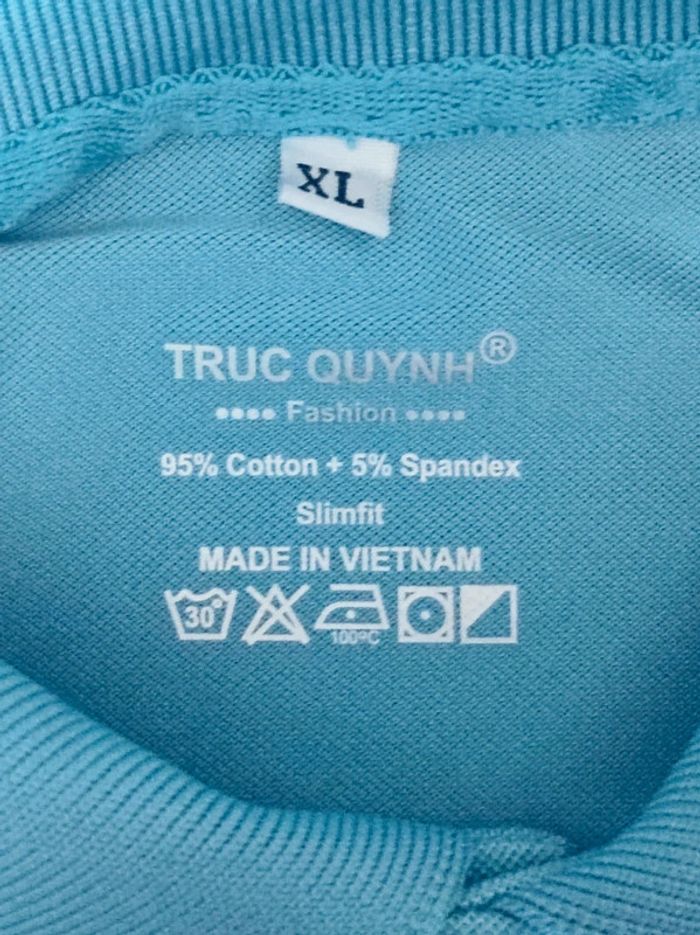 XL
TRUC QUYNH®
•••• Fashion ••••
95% Cotton + 5% Spandex
Slimfit
MADE IN VIETNAM
30°
100°C